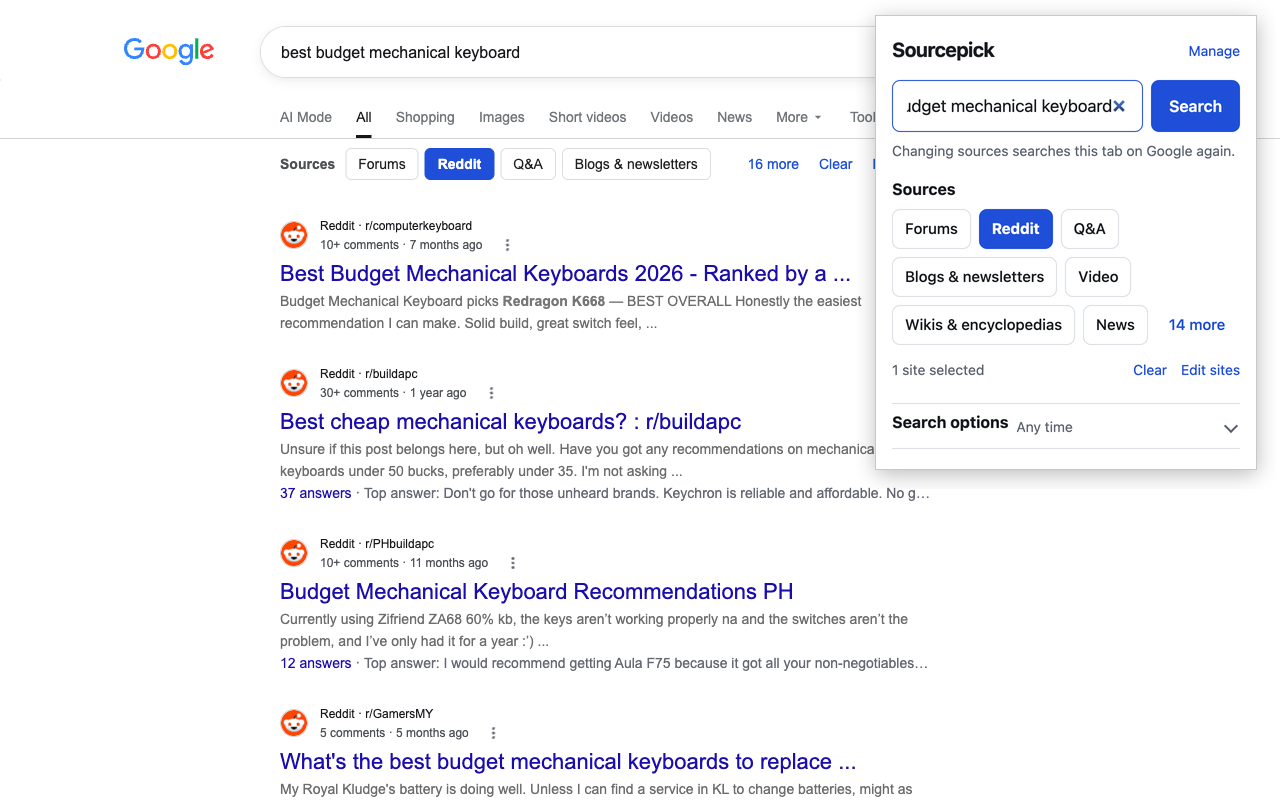 Google
best budget mechanical keyboard
AI Mode All Shopping Images Short videos Videos News More
Sources Forums Reddit Q&A Blogs & newsletters 16 more Clear
Reddit · r/computerkeyboard
10+ comments · 7 months ago
Best Budget Mechanical Keyboards 2026 - Ranked by a ...
Budget Mechanical Keyboard picks Redragon K668 — BEST OVERALL Honestly the easiest
recommendation I can make. Solid build, great switch feel, ...
Reddit · r/buildapc
30+ comments · 1 year ago
Best cheap mechanical keyboards? : r/buildapc
Unsure if this post belongs here, but oh well. Have you got any recommendations on mechanica
keyboards under 50 bucks, preferably under 35. I'm not asking ...
37 answers · Top answer: Don't go for those unheard brands. Keychron is reliable and affordable. No g…
Reddit · r/PHbuildapc
10+ comments · 11 months ago
Budget Mechanical Keyboard Recommendations PH
Currently using Zifriend ZA68 60% kb, the keys aren’t working properly na and the switches aren’t the
problem, and I’ve only had it for a year :’) ...
12 answers · Top answer: I would recommend getting Aula F75 because it got all your non-negotiables…
Reddit · r/GamersMY
5 comments · 5 months ago
What's the best budget mechanical keyboards to replace ...
My Royal Kludge's battery is doing well. Unless I can find a service in KL to change batteries, might as
Sourcepick Manage
udget mechanical keyboard Search
Changing sources searches this tab on Google again.
Sources
Forums Reddit Q&A
Blogs & newsletters Video
Wikis & encyclopedias News 14 more
1 site selected Clear Edit sites
Search options Any time